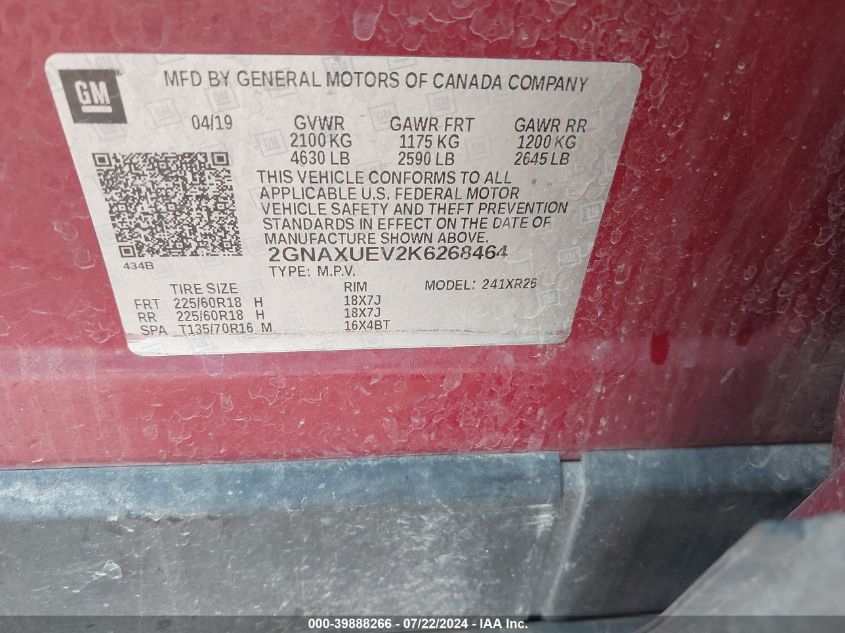 GM
MFD BY GENERAL MOTORS OF CANADA COMPANY
04/19 GVWR GAWR FRT GAWR RR
2100 KG 1175 KG 1200 KG
4630 LB 2590 LB 2645 LB
THIS VEHICLE CONFORMS TO ALL
APPLICABLE U.S. FEDERAL MOTOR
VEHICLE SAFETY AND THEFT PREVENTION
STANDARDS IN EFFECT ON THE DATE OF
MANUFACTURE SHOWN ABOVE.
434B 2GNAXUEV2K6268464
TYPE: M.P.V. MODEL: 241XR26
TIRE SIZE RIM
FRT 225/60R18 H 18X7J
RR 225/60R18 H 18X7J
SPA T135/70R16 M 16X4BT
000-39888266 - 07/22/2024 - Copyright © 2024 IAA, Inc.